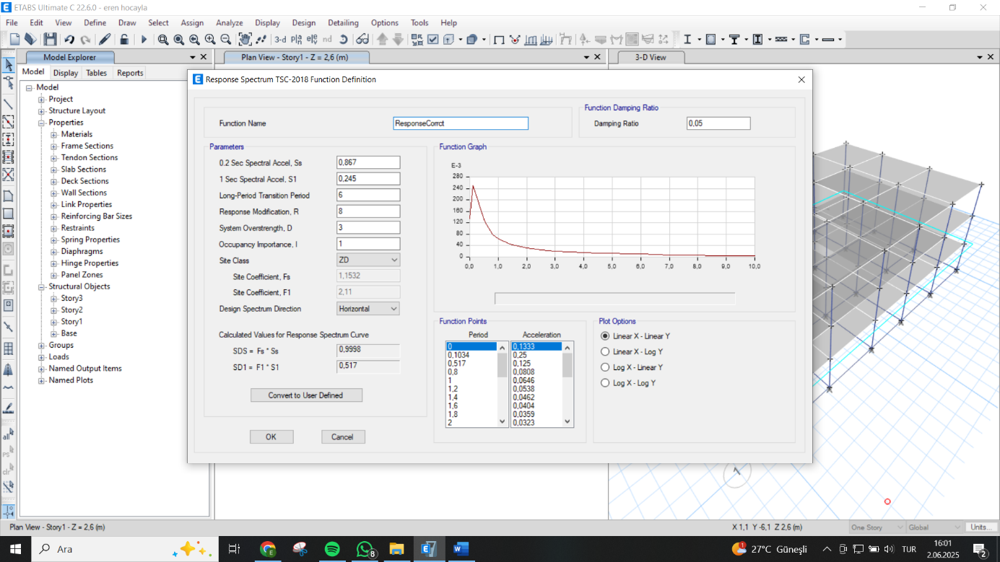 ETABS Ultimate C 22.6.0 - eren hocayla
File Edit View Define Draw Select Assign Analyze Display Design Detailing Options Tools Help
3-d plà elé nd
Model Explorer
Plan View - Story1 - Z = 2,6 (m)
3-D View
Model Display Tables Reports
Model
Project
Structure Layout
Properties
Materials
Frame Sections
Tendon Sections
Slab Sections
Deck Sections
Wall Sections
Link Properties
Reinforcing Bar Sizes
Restraints
Spring Properties
Diaphragms
Hinge Properties
Panel Zones
Structural Objects
Story3
Story2
Story1
Base
Groups
Loads
Named Output Items
Named Plots
all
ps
clr
Response Spectrum TSC-2018 Function Definition
Function Name ResponseCorrct
Function Damping Ratio
Damping Ratio 0,05
Parameters
0.2 Sec Spectral Accel, Ss 0,867
1 Sec Spectral Accel, S1 0,245
Long-Period Transition Period 6
Response Modification, R 8
System Overstrength, D 3
Occupancy Importance, I 1
Site Class ZD
Site Coefficient, Fs 1,1532
Site Coefficient, F1 2,11
Design Spectrum Direction Horizontal
Calculated Values for Response Spectrum Curve
SDS = Fs * Ss 0,9998
SD1 = F1 * S1 0,517
Convert to User Defined
OK Cancel
Function Graph
E-3
280
240
200
160
120
80
40
0
0,0 1,0 2,0 3,0 4,0 5,0 6,0 7,0 8,0 9,0 10,0
Function Points
Period Acceleration
0 0,1333
0,1034 0,25
0,517 0,125
0,8 0,0808
1 0,0646
1,2 0,0538
1,4 0,0462
1,6 0,0404
1,8 0,0359
2 0,0323
Plot Options
Linear X - Linear Y
Linear X - Log Y
Log X - Linear Y
Log X - Log Y
Plan View - Story1 - Z = 2,6 (m)
X 1,1 Y -6,1 Z 2,6 (m)
One Story Global Units...
Ara
8
27°C Güneşli
TUR
16:01
2.06.2025
2